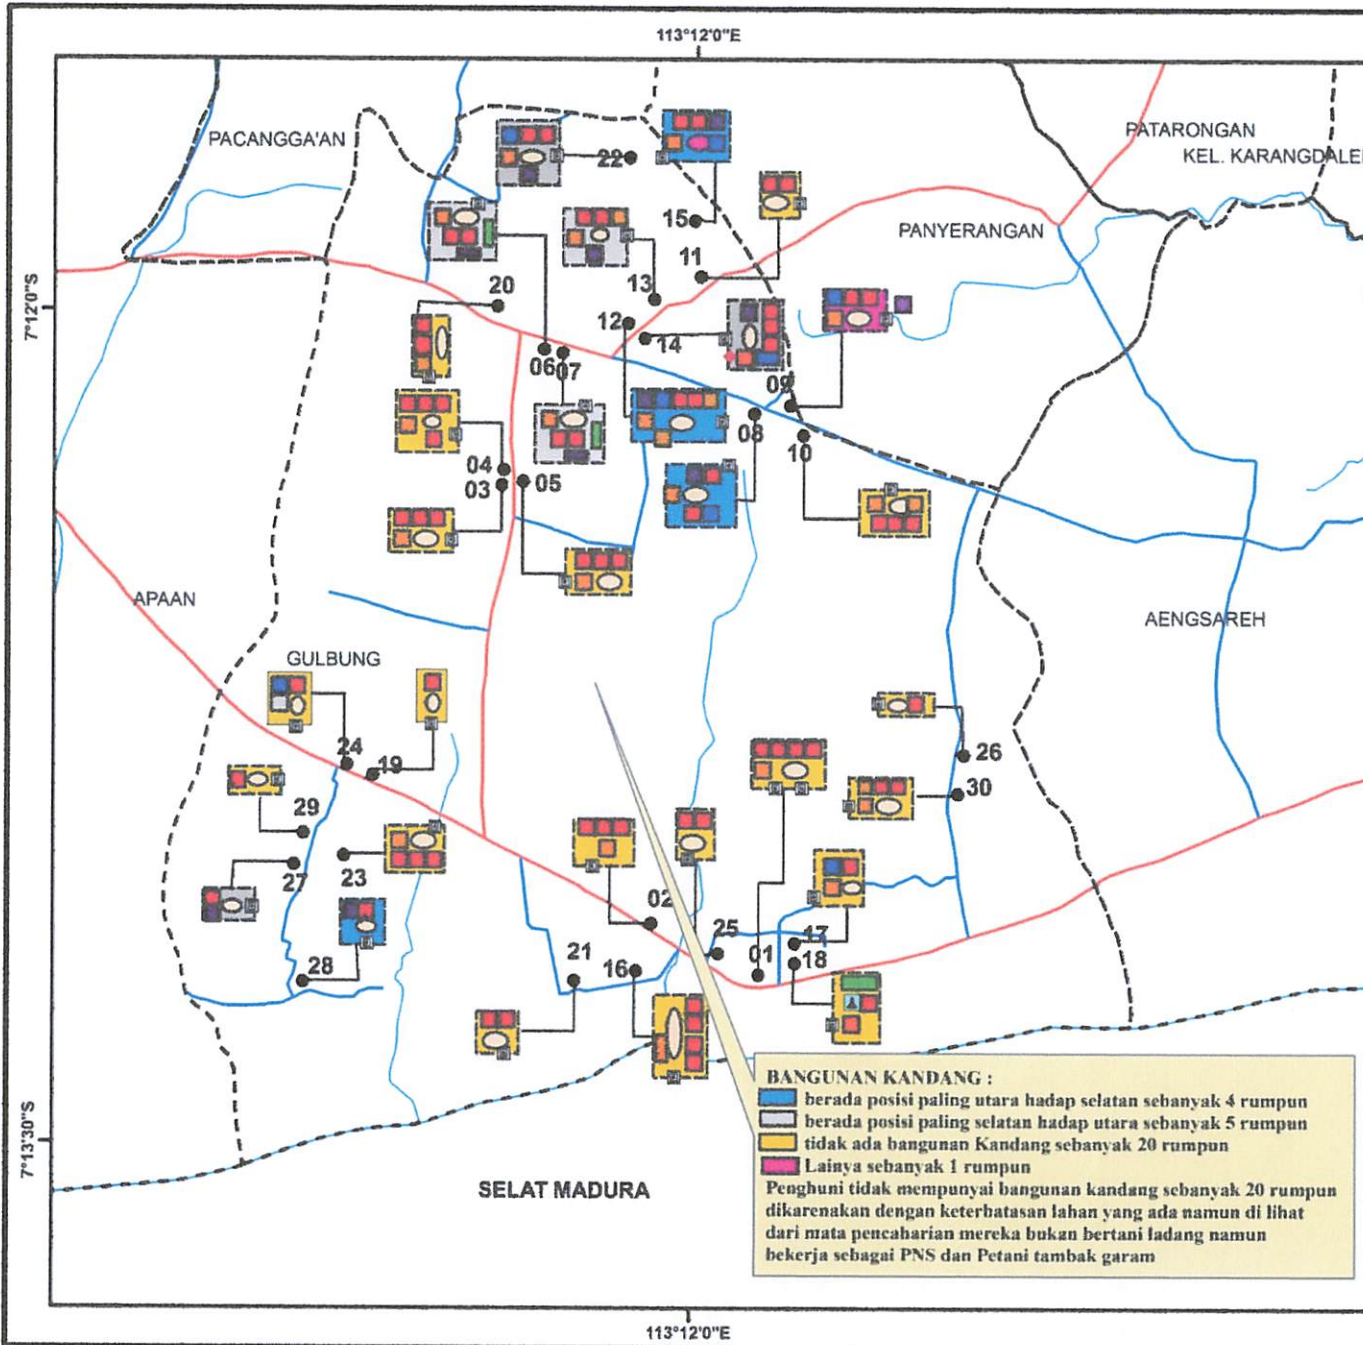 113°12'0"E
PACANGGA'AN
PATARONGAN
KEL. KARANGDALE
22
15
PANYERANGAN
11
13
20
7°12'0"S
12
14
06
07
09
08
10
04
03
05
APAAN
AENGSAREH
GULBUNG
24
19
26
30
29
27
23
02
25
17
01
18
28
21
16
BANGUNAN KANDANG :
berada posisi paling utara hadap selatan sebanyak 4 rumpun
berada posisi paling selatan hadap utara sebanyak 5 rumpun
tidak ada bangunan Kandang sebanyak 20 rumpun
Lainya sebanyak 1 rumpun
Penghuni tidak mempunyai bangunan kandang sebanyak 20 rumpun
dikarenakan dengan keterbatasan lahan yang ada namun di lihat
dari mata pencaharian mereka bukan bertani ladang namun
bekerja sebagai PNS dan Petani tambak garam
7°13'30"S
SELAT MADURA
113°12'0"E